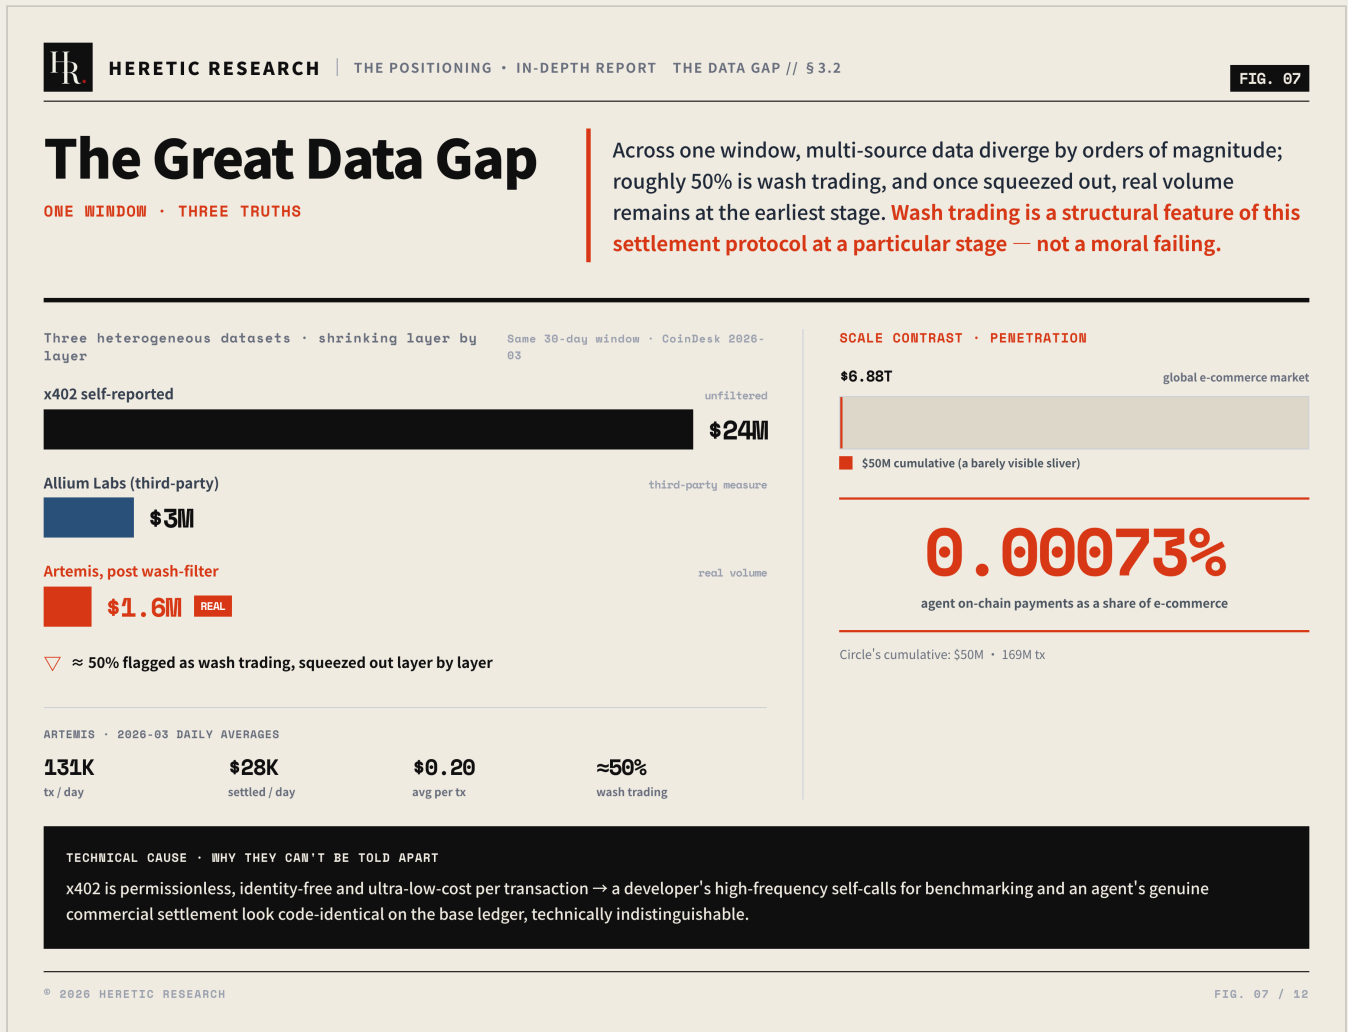 HR.
HERETIC RESEARCH
THE POSITIONING • IN-DEPTH REPORT THE DATA GAP // § 3.2
FIG. 07
The Great Data Gap
ONE WINDOW · THREE TRUTHS
Across one window, multi-source data diverge by orders of magnitude;
roughly 50% is wash trading, and once squeezed out, real volume
remains at the earliest stage. Wash trading is a structural feature of this
settlement protocol at a particular stage — not a moral failing.
Three heterogeneous datasets · shrinking layer by
layer
Same 30-day window · CoinDesk 2026-
03
x402 self-reported
unfiltered
$24M
Allium Labs (third-party)
third-party measure
$3M
Artemis, post wash-filter
real volume
$1.6M REAL
▽ ≈ 50% flagged as wash trading, squeezed out layer by layer
ARTEMIS · 2026-03 DAILY AVERAGES
131K
tx / day
$28K
settled / day
$0.20
avg per tx
≈50%
wash trading
SCALE CONTRAST · PENETRATION
$6.88T
global e-commerce market
$50M cumulative (a barely visible sliver)
0.00073%
agent on-chain payments as a share of e-commerce
Circle's cumulative: $50M • 169M tx
TECHNICAL CAUSE · WHY THEY CAN'T BE TOLD APART
x402 is permissionless, identity-free and ultra-low-cost per transaction → a developer's high-frequency self-calls for benchmarking and an agent's genuine
commercial settlement look code-identical on the base ledger, technically indistinguishable.
© 2026 HERETIC RESEARCH
FIG. 07 / 12